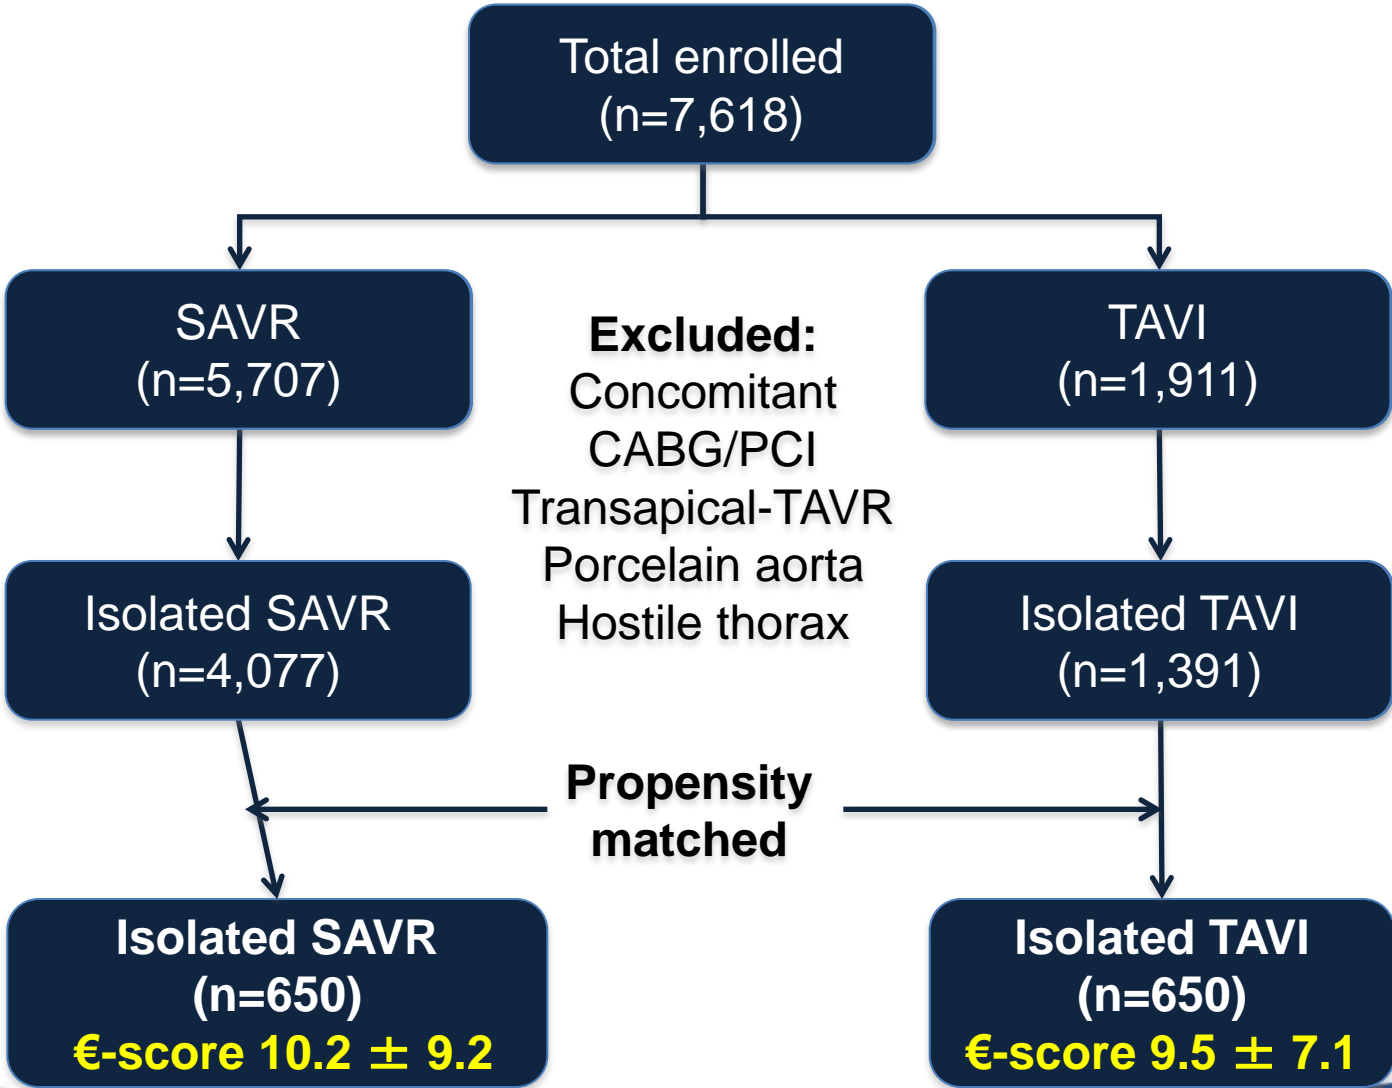 Total enrolled
(n=7,618)
SAVR
(n=5,707)
Excluded:
Concomitant
CABG/PCI
Transapical-TAVR
Porcelain aorta
Hostile thorax
TAVI
(n=1,911)
Isolated SAVR
(n=4,077)
Isolated TAVI
(n=1,391)
Propensity
matched
Isolated SAVR
(n=650)
€-score 10.2 ± 9.2
Isolated TAVI
(n=650)
€-score 9.5 ± 7.1